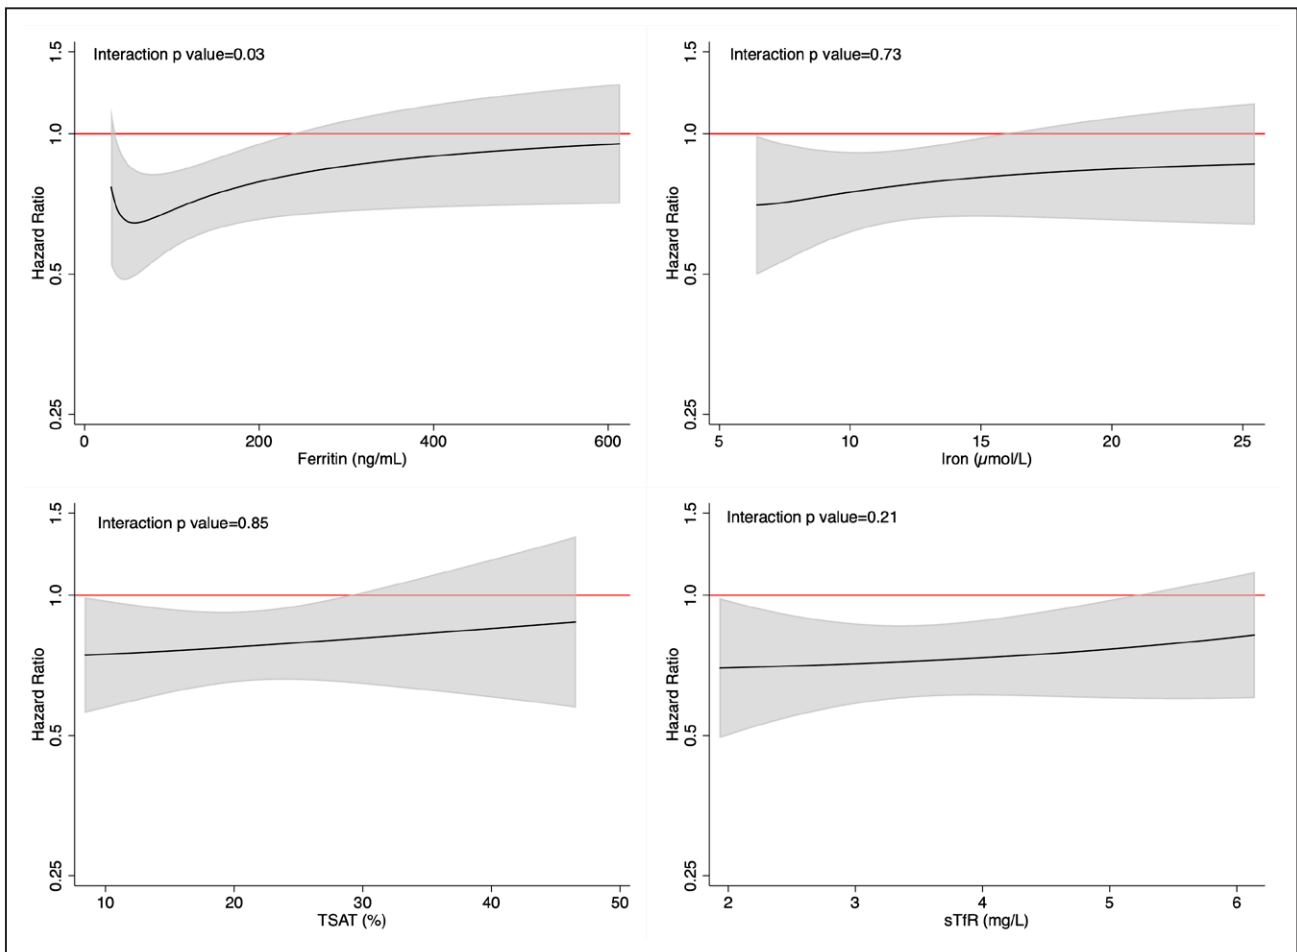 Interaction p value=0.03
1.5
1.0
0.5
0.25
Hazard Ratio
0 200 400 600
Ferritin (ng/mL)
Interaction p value=0.73
1.5
1.0
0.5
0.25
Hazard Ratio
5 10 15 20 25
Iron (µmol/L)
Interaction p value=0.85
1.5
1.0
0.5
0.25
Hazard Ratio
10 20 30 40 50
TSAT (%)
Interaction p value=0.21
1.5
1.0
0.5
0.25
Hazard Ratio
2 3 4 5 6
sTfR (mg/L)